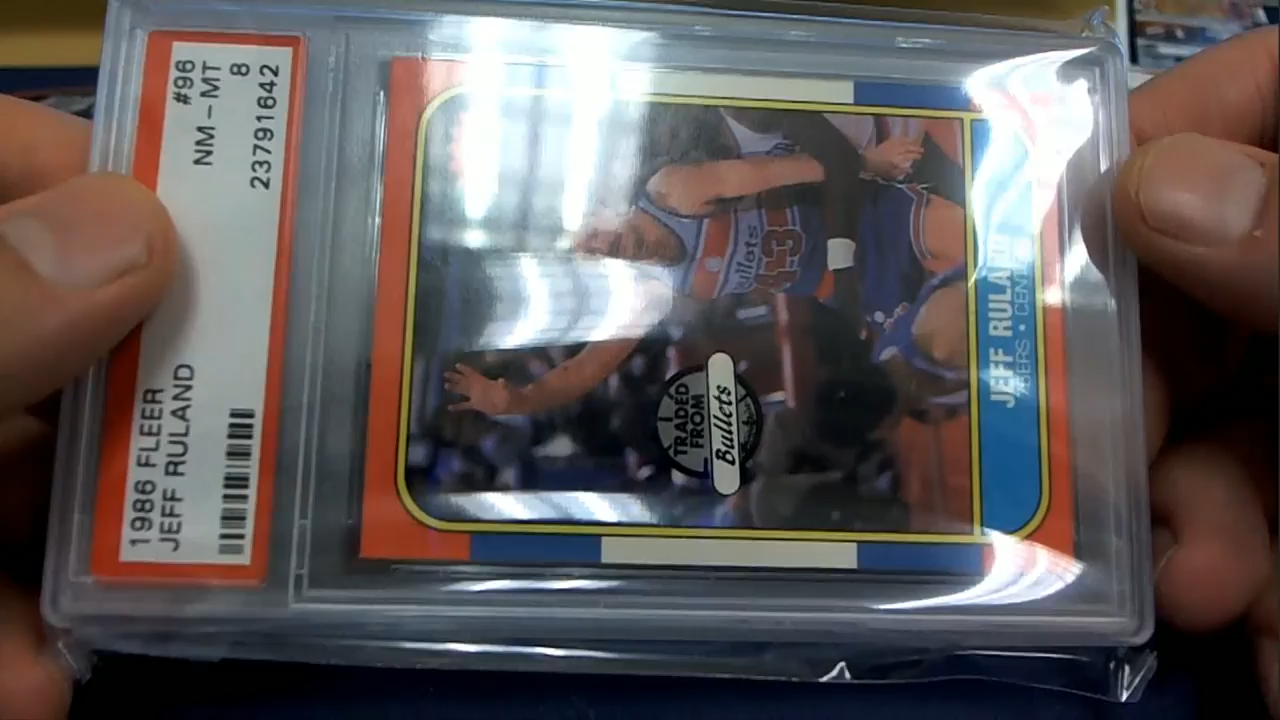 1986 FLEER #96
JEFF RULAND NM-MT
8
23791642
Bullets
43
TRADED
FROM
Bullets
JEFF RULAND
76ERS • CENTER